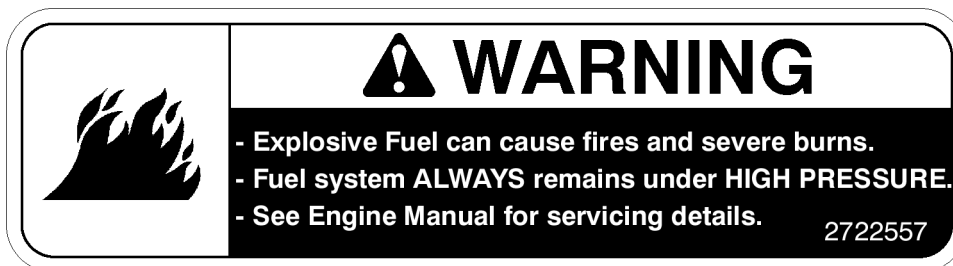 WARNING
- Explosive Fuel can cause fires and severe burns.
- Fuel system ALWAYS remains under HIGH PRESSURE.
- See Engine Manual for servicing details.
2722557